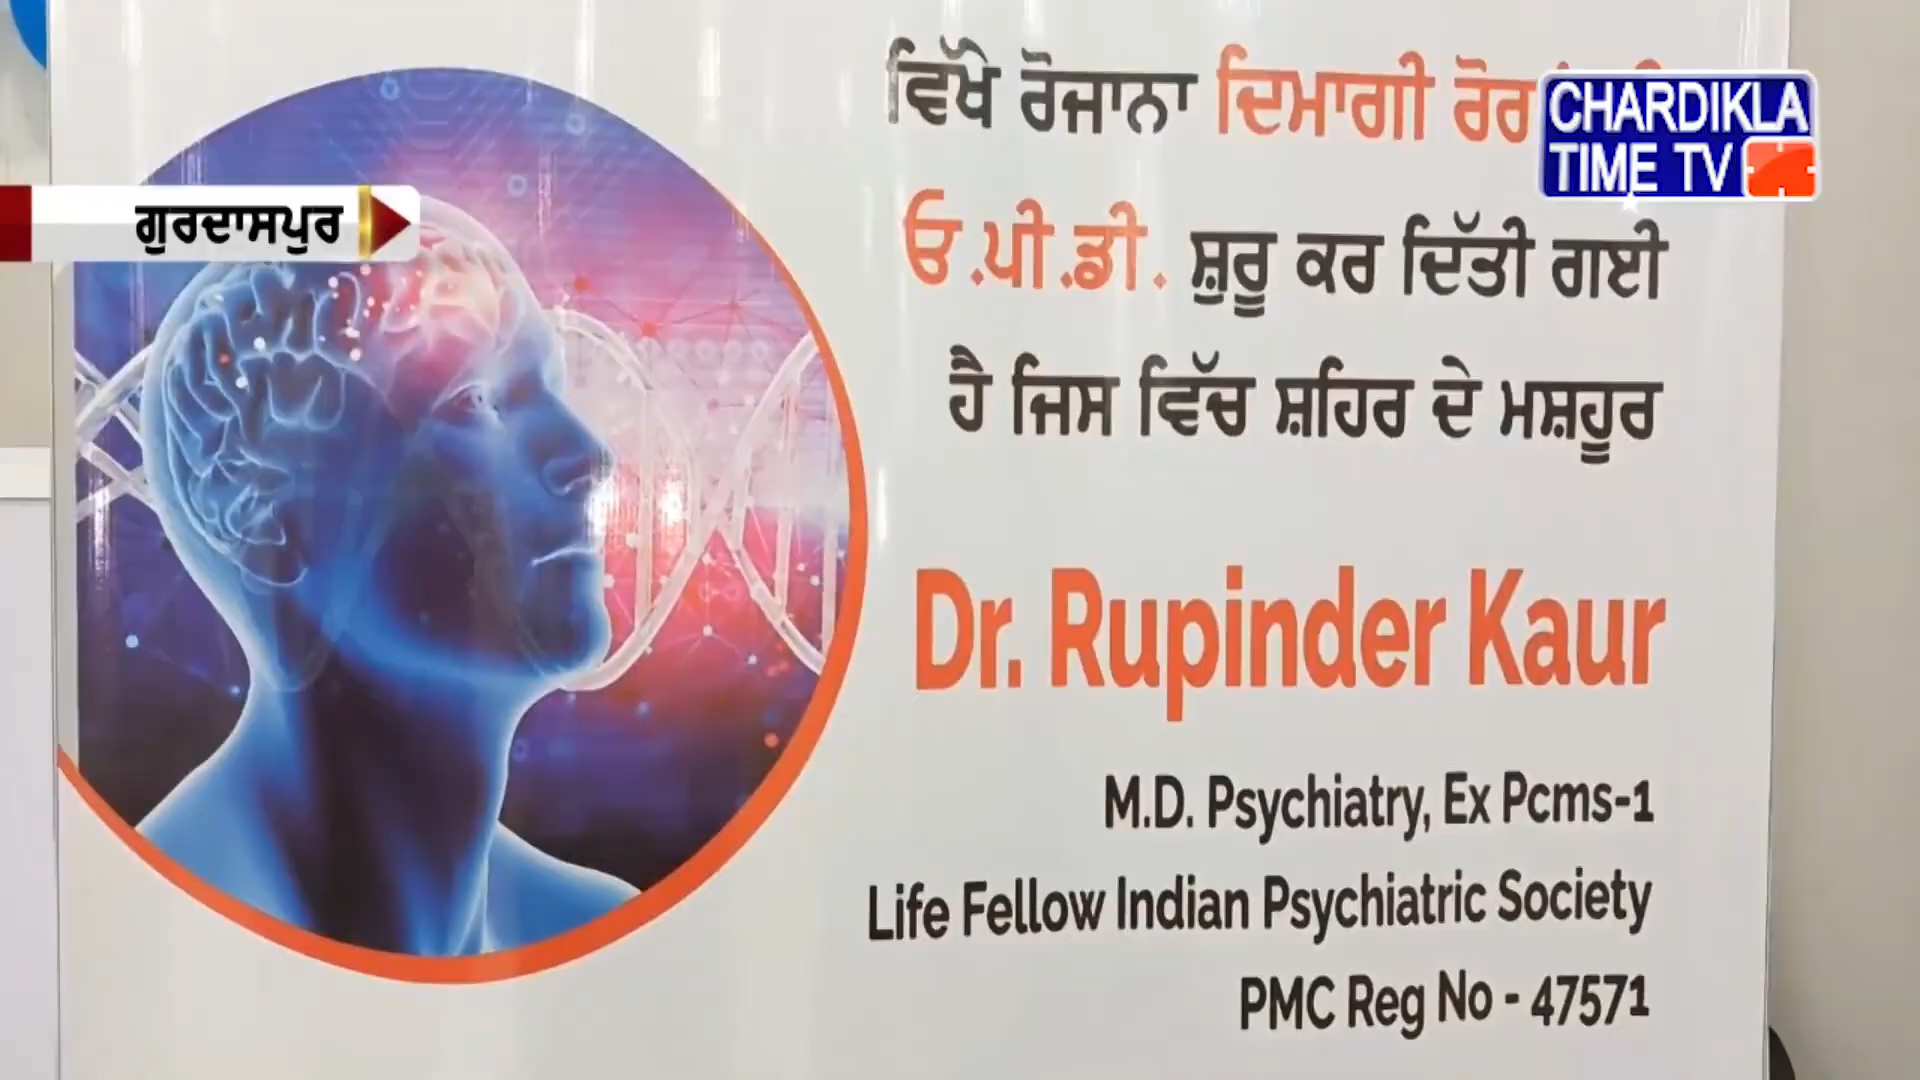 ਵਿੱਖੇ ਰੋਜਾਨਾ ਦਿਮਾਗੀ
CHARDIKLA
TIME TV
ਗੁਰਦਾਸਪੁਰ
ਓ.ਪੀ.ਡੀ. ਸ਼ੁਰੂ ਕਰ ਦਿੱਤੀ ਗਈ
ਹੈ ਜਿਸ ਵਿੱਚ ਸ਼ਹਿਰ ਦੇ ਮਸ਼ਹੂਰ
Dr. Rupinder Kaur
M.D. Psychiatry, Ex Pcms-1
Life Fellow Indian Psychiatric Society
PMC Reg No - 47571